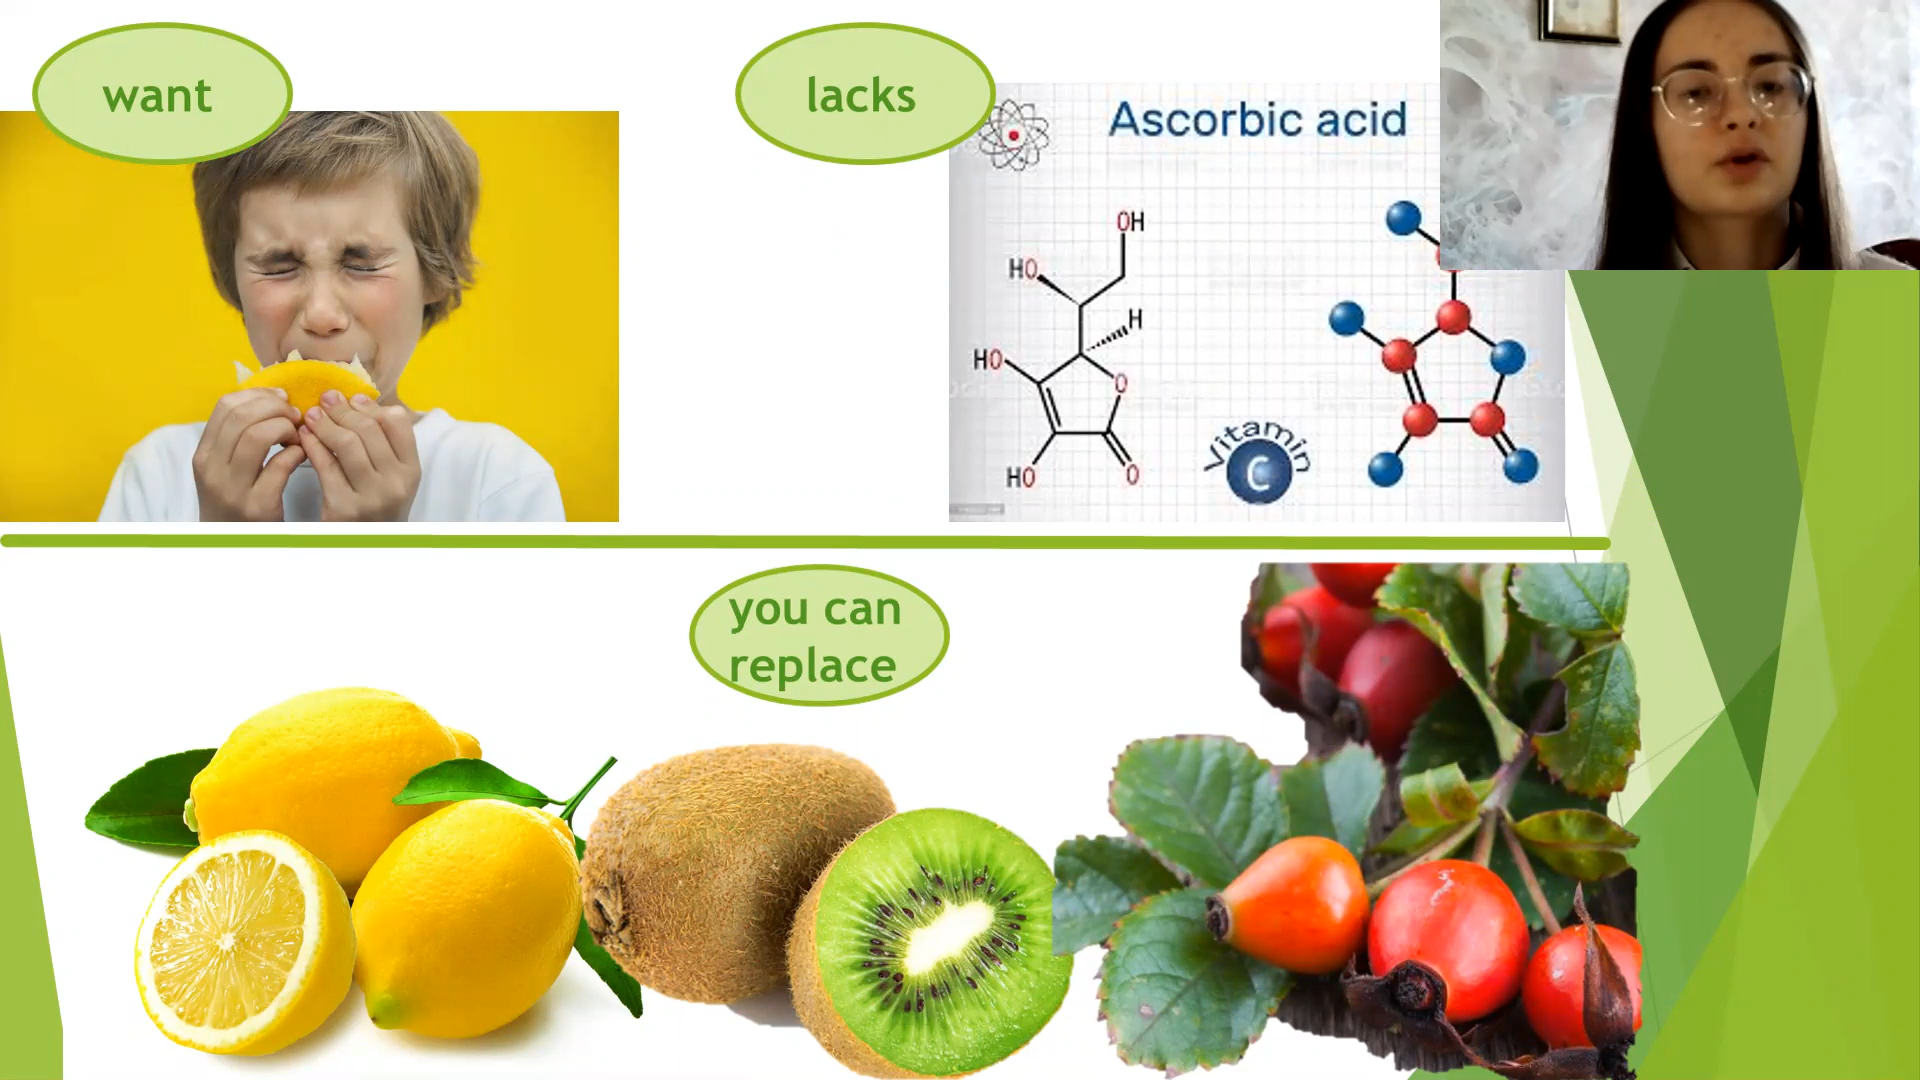 want
lacks
Ascorbic acid
OH
HO
H
HO
O
HO
O
Vitamin
C
you can
replace